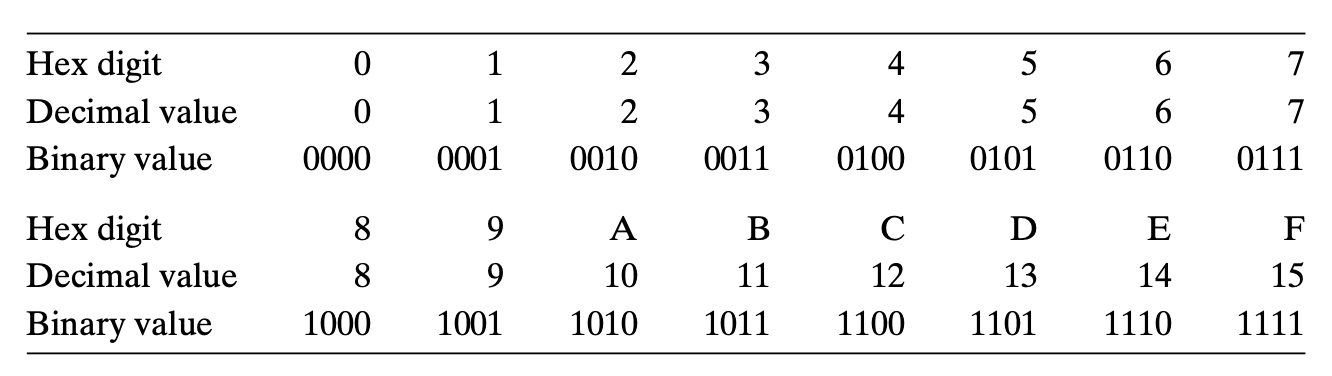 Hex digit 0 1 2 3 4 5 6 7
Decimal value 0 1 2 3 4 5 6 7
Binary value 0000 0001 0010 0011 0100 0101 0110 0111
Hex digit 8 9 A B C D E F
Decimal value 8 9 10 11 12 13 14 15
Binary value 1000 1001 1010 1011 1100 1101 1110 1111